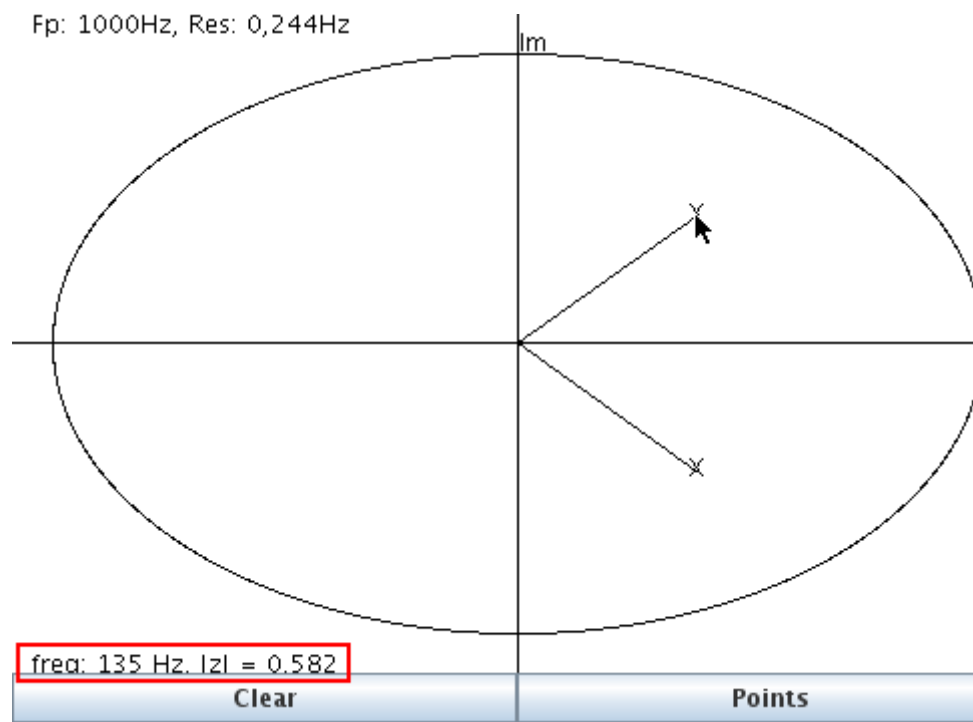 Fp: 1000Hz, Res: 0,244Hz
Im
freq: 135 Hz, |z| = 0.582
Clear
Points